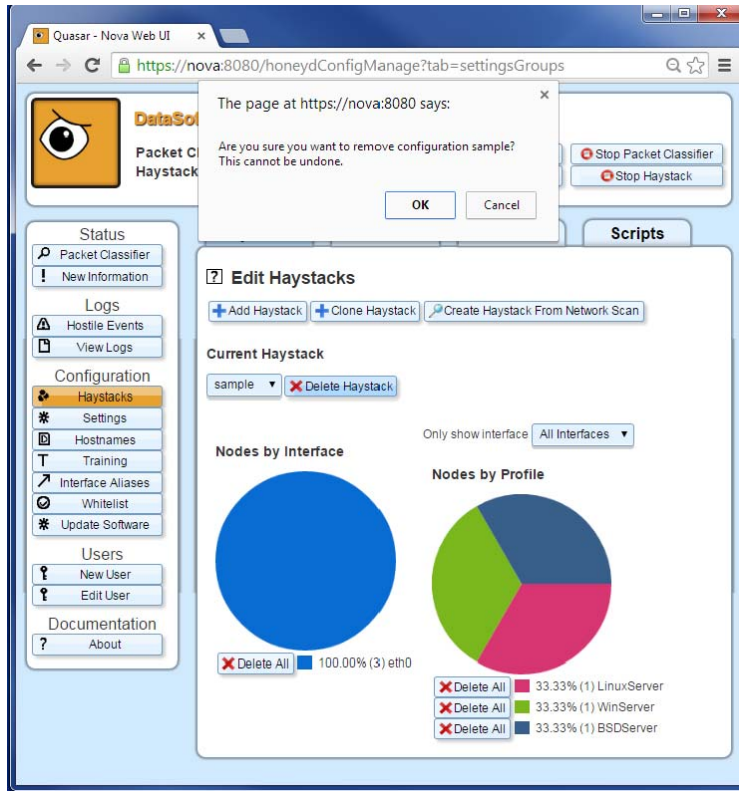 Quasar - Nova Web UI
https://nova:8080/honeydConfigManage?tab=settingsGroups
The page at https://nova:8080 says:
Are you sure you want to remove configuration sample?
This cannot be undone.
OK
Cancel
DataSo
Packet Cl
Haystack
Stop Packet Classifier
Stop Haystack
Status
Packet Classifier
New Information
Logs
Hostile Events
View Logs
Configuration
Haystacks
Settings
Hostnames
Training
Interface Aliases
Whitelist
Update Software
Users
New User
Edit User
Documentation
About
Scripts
Edit Haystacks
Add Haystack
Clone Haystack
Create Haystack From Network Scan
Current Haystack
sample
Delete Haystack
Only show interface All Interfaces
Nodes by Interface
Delete All 100.00% (3) eth0
Nodes by Profile
Delete All 33.33% (1) LinuxServer
Delete All 33.33% (1) WinServer
Delete All 33.33% (1) BSDServer